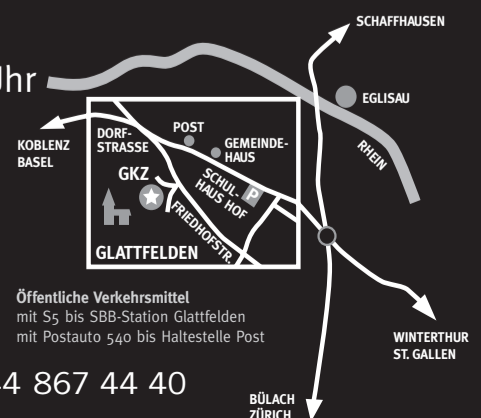 SCHAFFHAUSEN
Uhr
EGLISAU
RHEIN
KOBLENZ
BASEL
DORF-
STRASSE
POST
GEMEINDE-
HAUS
GKZ
SCHUL-
HAUS HOF
P
FRIEDHOFSTR.
GLATTFELDEN
Öffentliche Verkehrsmittel
mit S5 bis SBB-Station Glattfelden
mit Postauto 540 bis Haltestelle Post
WINTERTHUR
ST. GALLEN
4 867 44 40
BÜLACH
ZÜRICH